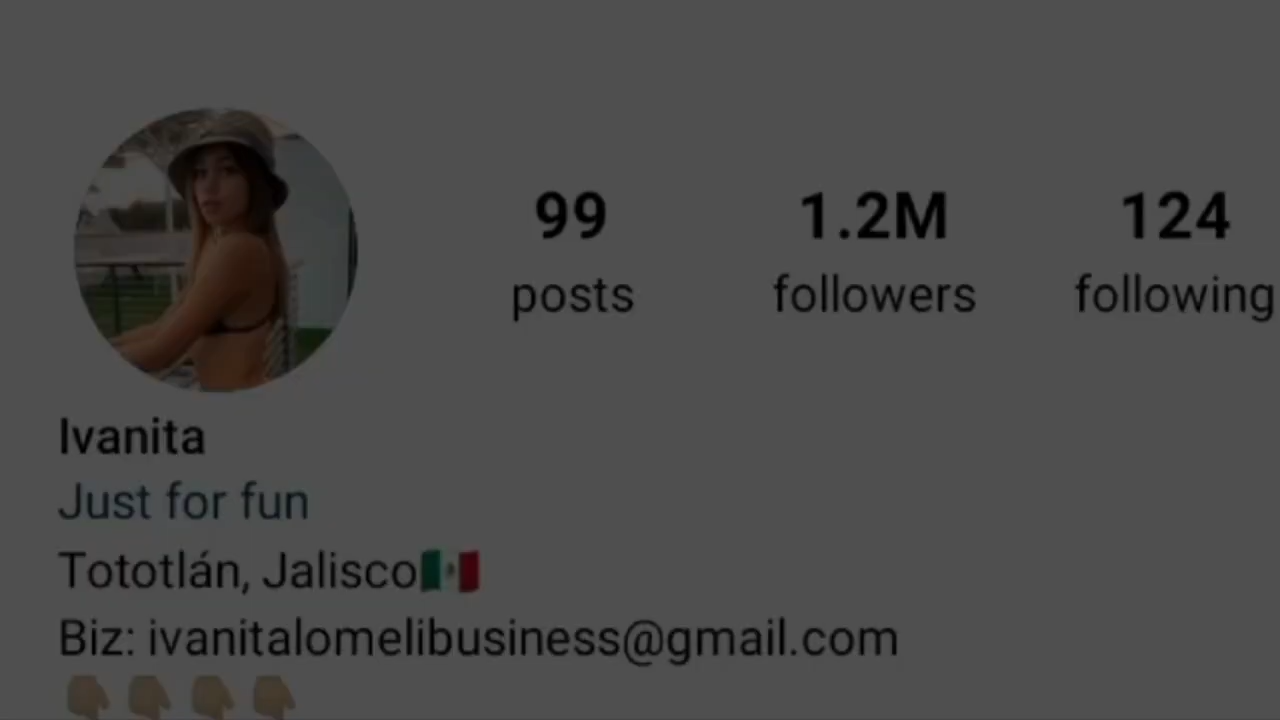 99 1.2M 124
posts followers following
Ivanita
Just for fun
Tototlán, Jalisco🇲🇽
Biz: ivanitalomelibusiness@gmail.com
👇🏼👇🏼👇🏼👇🏼